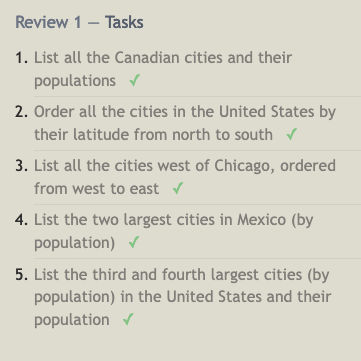 Review 1 — Tasks
1. List all the Canadian cities and their
populations ✓
2. Order all the cities in the United States by
their latitude from north to south ✓
3. List all the cities west of Chicago, ordered
from west to east ✓
4. List the two largest cities in Mexico (by
population) ✓
5. List the third and fourth largest cities (by
population) in the United States and their
population ✓